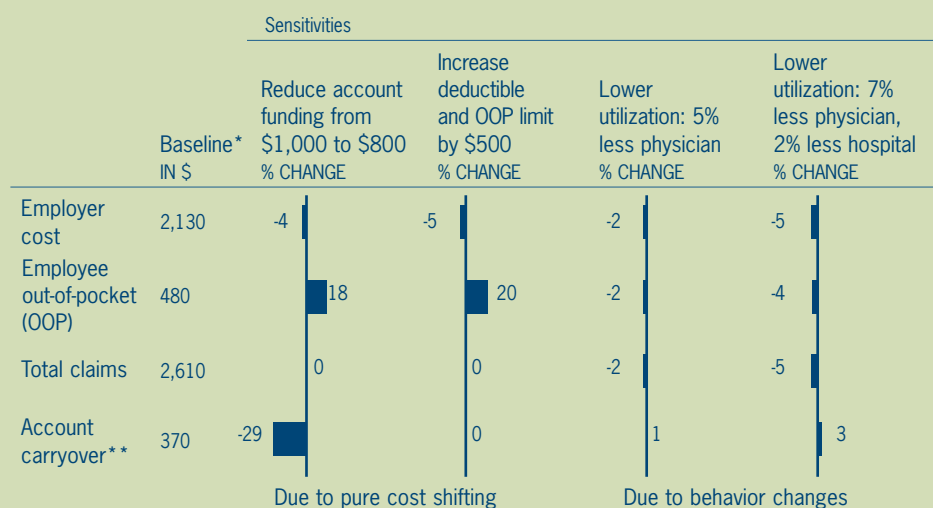 Sensitivities
Baseline*
IN $
Reduce account
funding from
$1,000 to $800
% CHANGE
Increase
deductible
and OOP limit
by $500
% CHANGE
Lower
utilization: 5%
less physician
% CHANGE
Lower
utilization: 7%
less physician,
2% less hospital
% CHANGE
Employer
cost
2,130
-4
-5
-2
-5
Employee
out-of-pocket
(OOP)
480
18
20
-2
-4
Total claims
2,610
0
0
-2
-5
Account
carryover**
370
-29
0
1
3
Due to pure cost shifting
Due to behavior changes